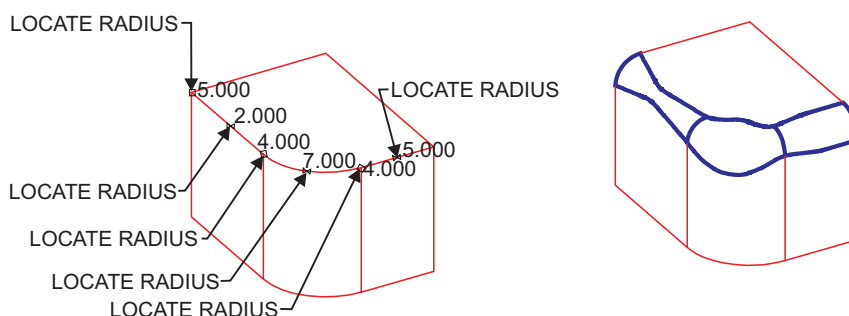 LOCATE RADIUS
5.000
LOCATE RADIUS
2.000
4.000
7.000
5.000
4.000
LOCATE RADIUS
LOCATE RADIUS
LOCATE RADIUS
LOCATE RADIUS